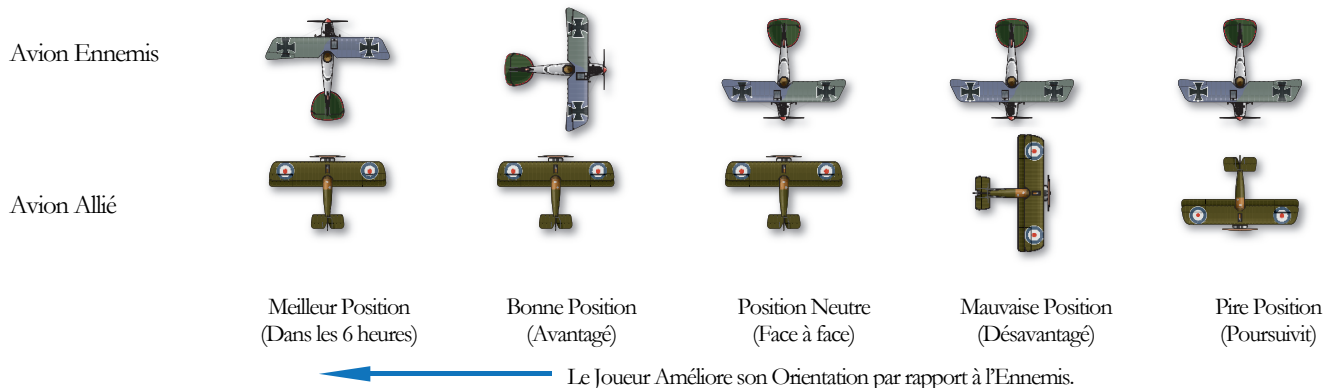 Avion Ennemis
Avion Allié
Meilleur Position
(Dans les 6 heures)
Bonne Position
(Avantagé)
Position Neutre
(Face à face)
Mauvaise Position
(Désavantagé)
Pire Position
(Poursuivit)
Le Joueur Améliore son Orientation par rapport à l'Ennemis.